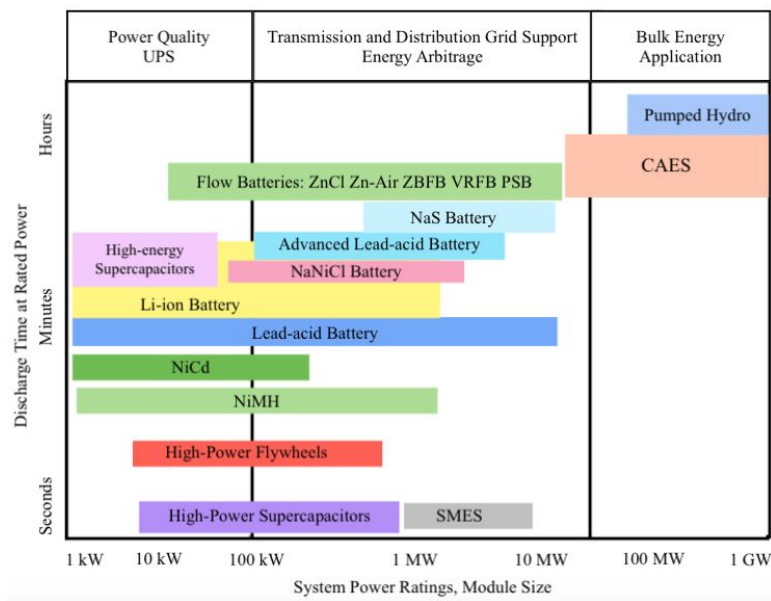 Power Quality
UPS
Transmission and Distribution Grid Support
Energy Arbitrage
Bulk Energy
Application
Discharge Time at Rated Power
Hours
Minutes
Seconds
Pumped Hydro
CAES
Flow Batteries: ZnCl Zn-Air ZBFB VRFB PSB
NaS Battery
High-energy
Supercapacitors
Advanced Lead-acid Battery
NaNiCl Battery
Li-ion Battery
Lead-acid Battery
NiCd
NiMH
High-Power Flywheels
High-Power Supercapacitors
SMES
1 kW 10 kW 100 kW 1 MW 10 MW 100 MW 1 GW
System Power Ratings, Module Size